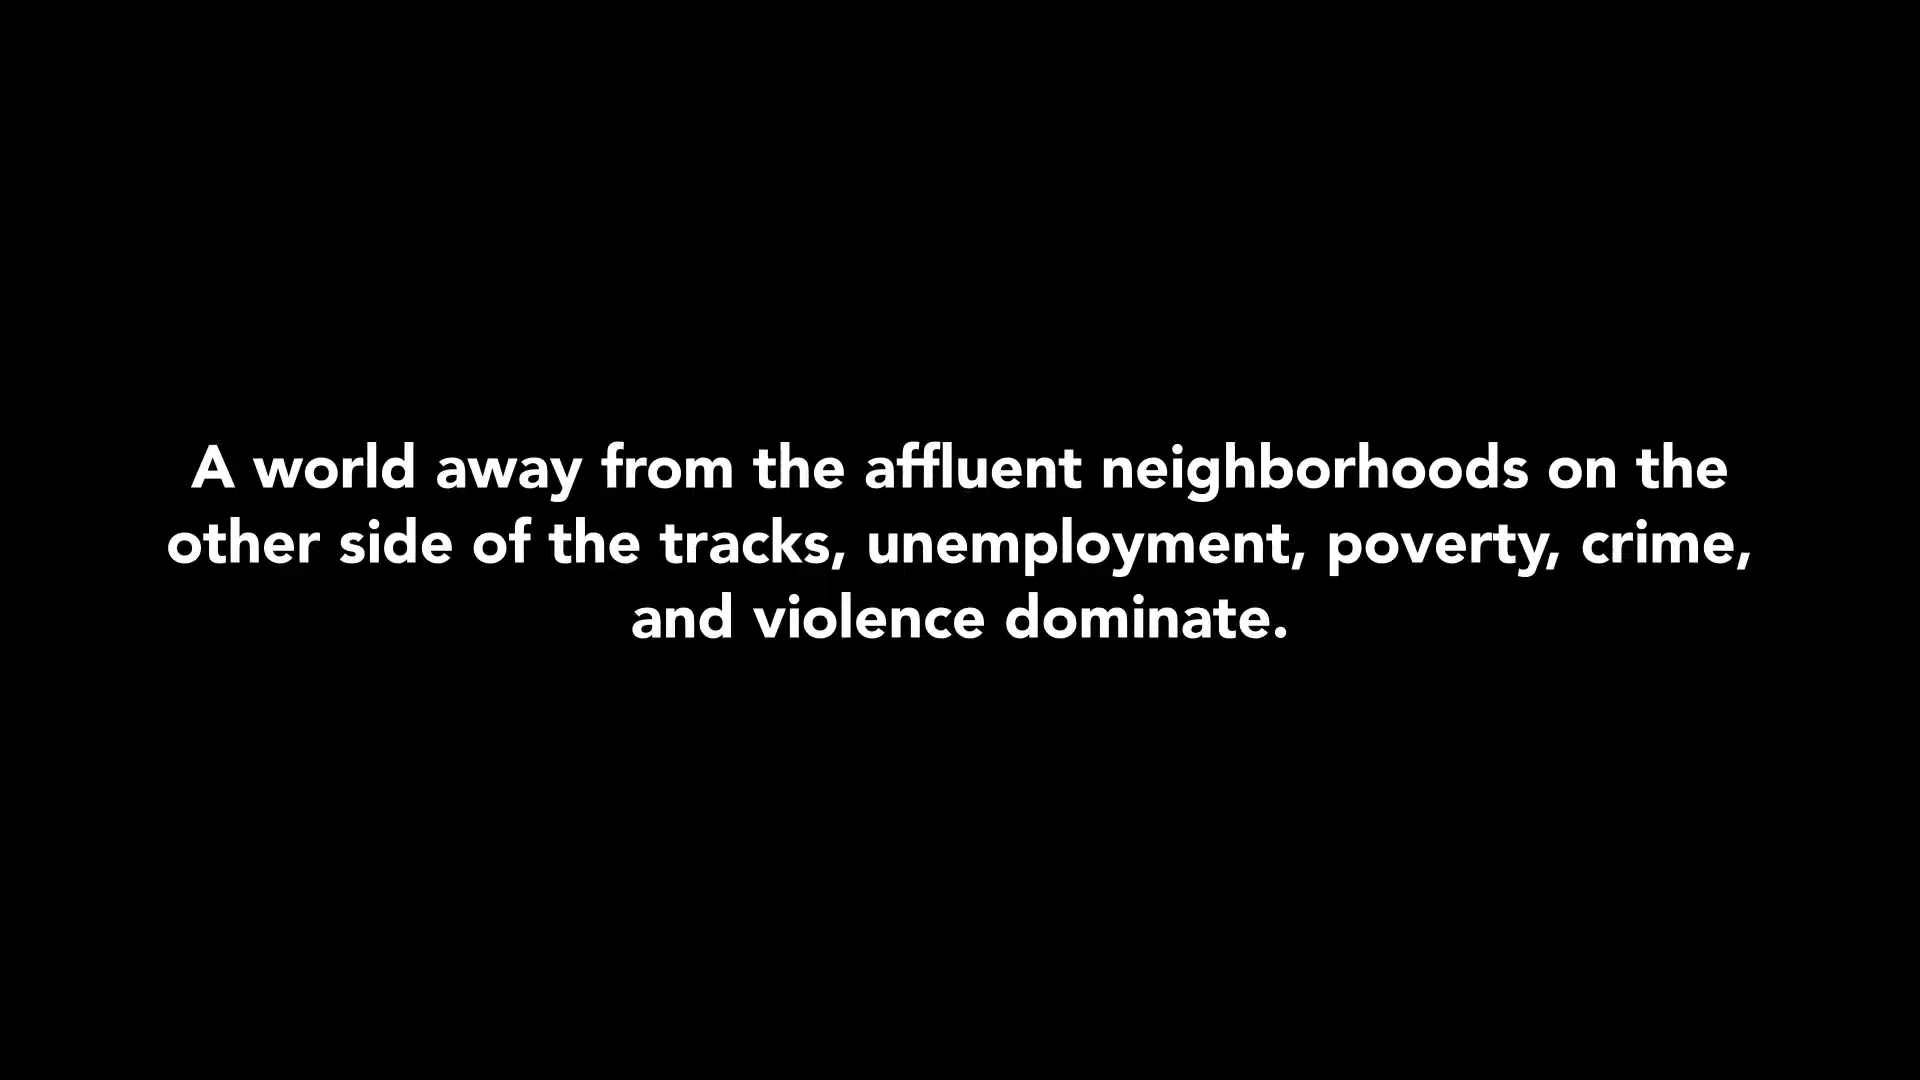 A world away from the affluent neighborhoods on the
other side of the tracks, unemployment, poverty, crime,
and violence dominate.